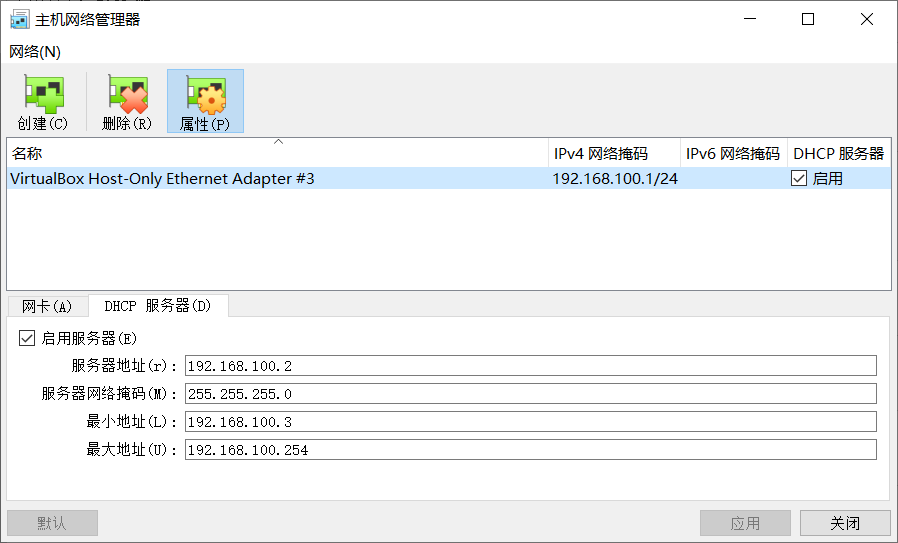 主机网络管理器
网络(N)
创建(C) 删除(R) 属性(P)
名称 IPv4 网络掩码 IPv6 网络掩码 DHCP 服务器
VirtualBox Host-Only Ethernet Adapter #3 192.168.100.1/24 启用
网卡(A) DHCP 服务器(D)
启用服务器(E)
服务器地址(r): 192.168.100.2
服务器网络掩码(M): 255.255.255.0
最小地址(L): 192.168.100.3
最大地址(U): 192.168.100.254
默认 应用 关闭